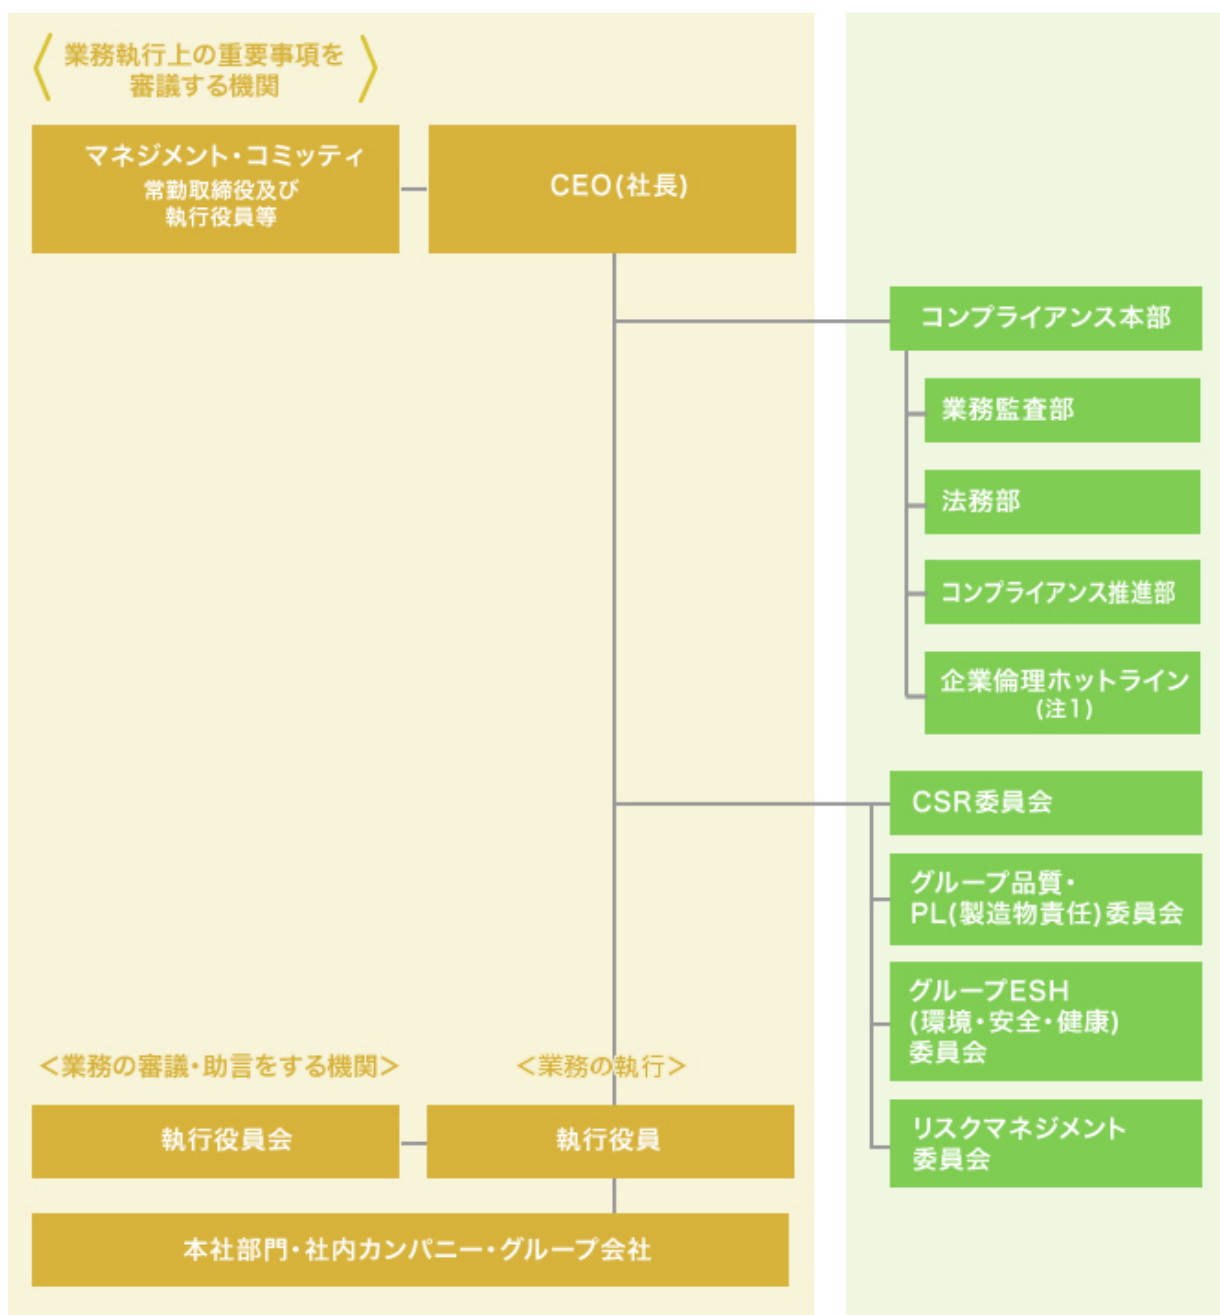 業務執行上の重要事項を
審議する機関
マネジメント・コミッティ
常勤取締役及び
執行役員等
CEO(社長)
コンプライアンス本部
業務監査部
法務部
コンプライアンス推進部
企業倫理ホットライン
(注1)
CSR委員会
グループ品質・
PL(製造物責任)委員会
グループESH
(環境・安全・健康)
委員会
リスクマネジメント
委員会
<業務の審議・助言をする機関>
<業務の執行>
執行役員会
執行役員
本社部門・社内カンパニー・グループ会社